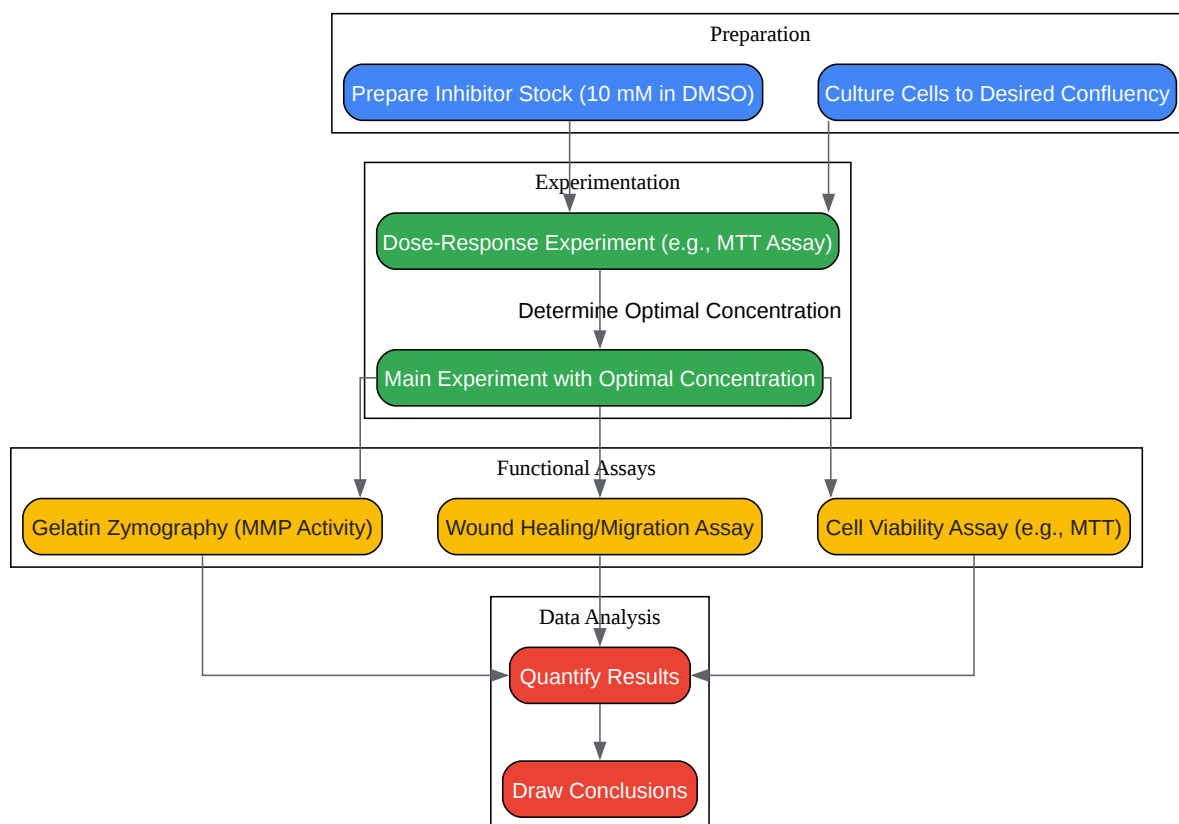 Preparation
Prepare Inhibitor Stock (10 mM in DMSO)
Culture Cells to Desired Confluency
Experimentation
Dose-Response Experiment (e.g., MTT Assay)
Determine Optimal Concentration
Main Experiment with Optimal Concentration
Functional Assays
Gelatin Zymography (MMP Activity)
Wound Healing/Migration Assay
Cell Viability Assay (e.g., MTT)
Data Analysis
Quantify Results
Draw Conclusions